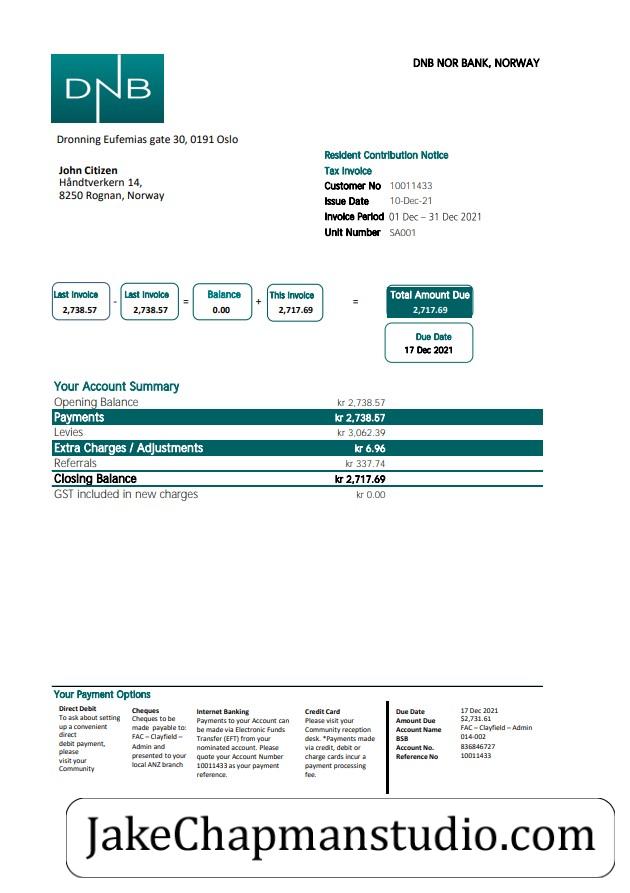 DNB
DNB NOR BANK, NORWAY
Dronning Eufemias gate 30, 0191 Oslo
John Citizen
Håndtverkern 14,
8250 Rognan, Norway
Resident Contribution Notice
Tax Invoice
Customer No 10011433
Issue Date 10-Dec-21
Invoice Period 01 Dec – 31 Dec 2021
Unit Number SA001
Last Invoice
2,738.57
-
Last Invoice
2,738.57
=
Balance
0.00
+
This Invoice
2,717.69
=
Total Amount Due
2,717.69
Due Date
17 Dec 2021
Your Account Summary
Opening Balance kr 2,738.57
Payments kr 2,738.57
Levies kr 3,062.39
Extra Charges / Adjustments kr 6.96
Referrals kr 337.74
Closing Balance kr 2,717.69
GST included in new charges kr 0.00
Your Payment Options
Direct Debit
To ask about setting
up a convenient
direct
debit payment,
please
visit your
Community
Cheques
Cheques to be
made payable to:
FAC – Clayfield –
Admin and
presented to your
local ANZ branch
Internet Banking
Payments to your Account can
be made via Electronic Funds
Transfer (EFT) from your
nominated account. Please
quote your Account Number
10011433 as your payment
reference.
Credit Card
Please visit your
Community reception
desk. *Payments made
via credit, debit or
charge cards incur a
payment processing
fee.
Due Date 17 Dec 2021
Amount Due $2,731.61
Account Name FAC – Clayfield – Admin
BSB 014-002
Account No. 836846727
Reference No 10011433
JakeChapmanstudio.com